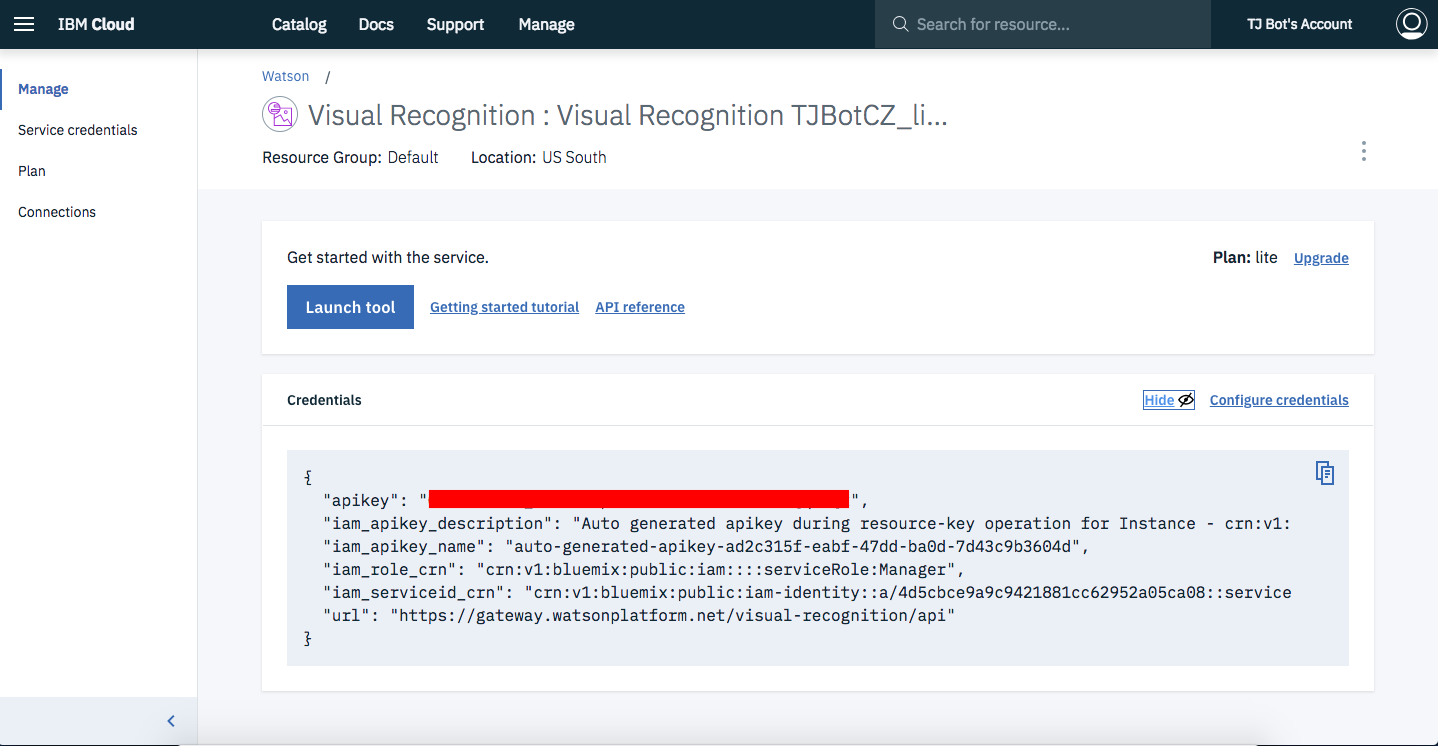 IBM Cloud Catalog Docs Support Manage Search for resource... TJ Bot's Account
Manage
Service credentials
Plan
Connections
Watson /
Visual Recognition : Visual Recognition TJBotCZ_li...
Resource Group: Default Location: US South
Get started with the service. Plan: lite Upgrade
Launch tool Getting started tutorial API reference
Credentials Hide Configure credentials
{
"apikey": "",
"iam_apikey_description": "Auto generated apikey during resource-key operation for Instance - crn:v1:
"iam_apikey_name": "auto-generated-apikey-ad2c315f-eabf-47dd-ba0d-7d43c9b3604d",
"iam_role_crn": "crn:v1:bluemix:public:iam::::serviceRole:Manager",
"iam_serviceid_crn": "crn:v1:bluemix:public:iam-identity::a/4d5cbce9a9c9421881cc62952a05ca08::service
"url": "https://gateway.watsonplatform.net/visual-recognition/api"
}